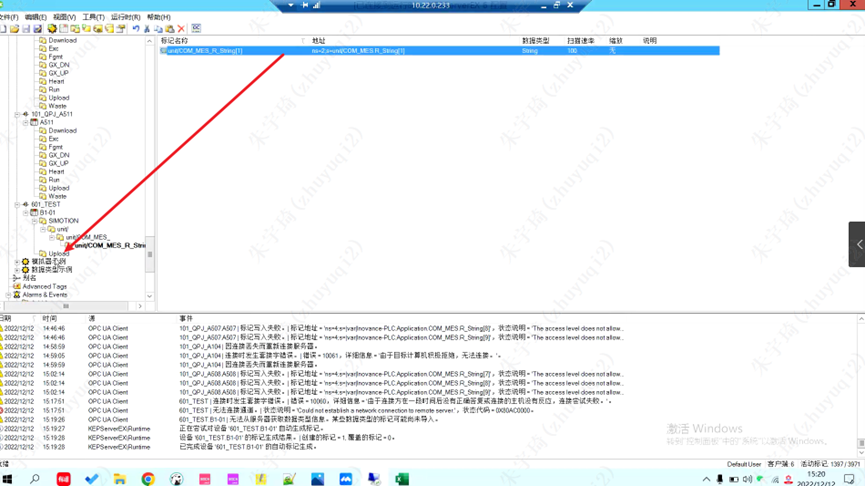 10.22.0.233
文件(F) 编辑(E) 视图(V) 工具(T) 运行时(R) 帮助(H)
Download
Exc
Fgmt
GX_DN
GX_UP
Heart
Run
Upload
Waste
101_QPJ_A511
A511
Download
Exc
Fgmt
GX_DN
GX_UP
Heart
Run
Upload
Waste
601_TEST
B1-01
SIMOTION
unit/
unit/COM_MES_
unit/COM_MES_R_Strin
Upload
模拟器示例
数据类型示例
别名
Advanced Tags
Alarms & Events
标记名称 地址 数据类型 扫描速率 缩放 说明
unit/COM_MES_R_String[1] ns=2;s=unit/COM_MES.R_String[1] String 100 无
日期 时间 源 事件
2022/12/12 14:46:46 OPC UA Client 101_QPJ_A507.A507 | 标记写入失败。 | 标记地址 = 'ns=4;s=|var|Inovance-PLC.Application.COM_MES.R_String[8]'，状态说明 = 'The access level does not allow...
2022/12/12 14:46:46 OPC UA Client 101_QPJ_A507.A507 | 标记写入失败。 | 标记地址 = 'ns=4;s=|var|Inovance-PLC.Application.COM_MES.R_String[9]'，状态说明 = 'The access level does not allow...
2022/12/12 14:58:59 OPC UA Client 101_QPJ_A184 | 因连接丢失而重新连接服务器。
2022/12/12 14:59:05 OPC UA Client 101_QPJ_A184 | 连接时发生套接字错误。 | 错误 = 10061，详细信息 = '由于目标计算机积极拒绝，无法连接。'。
2022/12/12 14:59:59 OPC UA Client 101_QPJ_A184 | 因连接丢失而重新连接服务器。
2022/12/12 15:02:14 OPC UA Client 101_QPJ_A508.A508 | 标记写入失败。 | 标记地址 = 'ns=4;s=|var|Inovance-PLC.Application.COM_MES.R_String[7]'，状态说明 = 'The access level does not allow...
2022/12/12 15:02:14 OPC UA Client 101_QPJ_A508.A508 | 标记写入失败。 | 标记地址 = 'ns=4;s=|var|Inovance-PLC.Application.COM_MES.R_String[8]'，状态说明 = 'The access level does not allow...
2022/12/12 15:02:14 OPC UA Client 101_QPJ_A508.A508 | 标记写入失败。 | 标记地址 = 'ns=4;s=|var|Inovance-PLC.Application.COM_MES.R_String[9]'，状态说明 = 'The access level does not allow...
2022/12/12 15:17:51 OPC UA Client 601_TEST | 连接时发生套接字错误。 | 错误 = 10060，详细信息 = '由于连接方在一段时间后没有正确答复或连接的主机没有反应，连接尝试失败。'。
2022/12/12 15:17:51 OPC UA Client 601_TEST | 无法连接通道。 | 状态说明 = 'Could not establish a network connection to remote server.'，状态代码 = 0X80AC0000。
2022/12/12 15:19:26 OPC UA Client 601_TEST.B1-01 | 无法从服务器获取数据类型信息。某些数据类型的标记可能尚未导入。
2022/12/12 15:19:27 KEPServerEX\Runtime 正在尝试对设备 '601_TEST.B1-01' 自动生成标记。
2022/12/12 15:19:28 KEPServerEX\Runtime 设备 '601_TEST.B1-01' 的标记生成结果。 | 创建的标记 = 1, 覆盖的标记 = 0。
2022/12/12 15:19:28 KEPServerEX\Runtime 已完成设备 '601_TEST.B1-01' 的自动标记生成。
激活 Windows
转到"控制面板"中的"系统"以激活 Windows。
就绪 Default User 客户端: 6 活动标记: 1397 / 3971
15:20
2022/12/12
朱宇琦(zhuyuqi2)